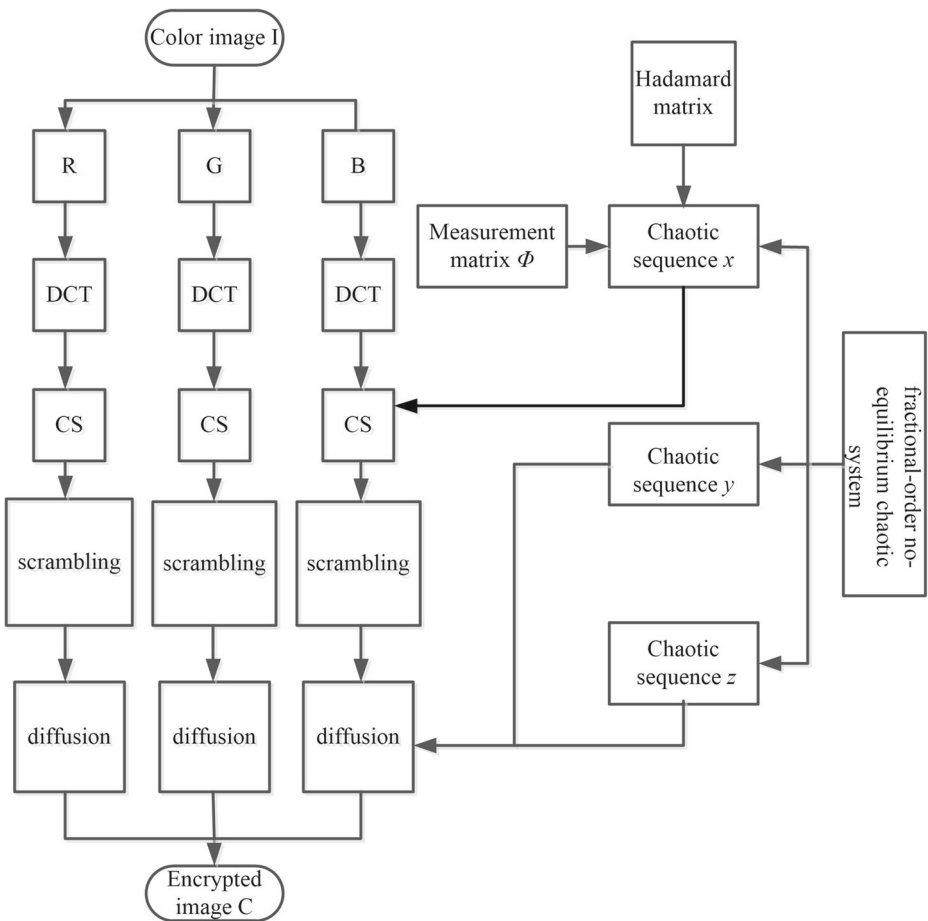 Color image I
Hadamard
matrix
R
G
B
Measurement
matrix Φ
Chaotic
sequence x
DCT
DCT
DCT
fractional-order no-
equilibrium chaotic
system
CS
CS
CS
Chaotic
sequence y
scrambling
scrambling
scrambling
Chaotic
sequence z
diffusion
diffusion
diffusion
Encrypted
image C